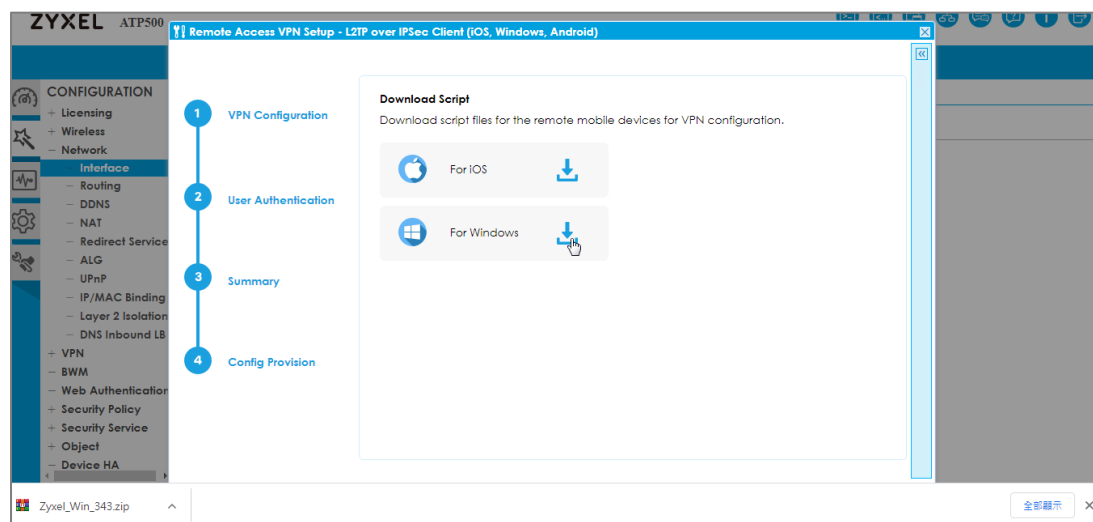 ZYXEL ATP500
Remote Access VPN Setup - L2TP over IPSec Client (iOS, Windows, Android)
CONFIGURATION
+ Licensing
+ Wireless
- Network
Interface
- Routing
- DDNS
- NAT
- Redirect Service
- ALG
- UPnP
- IP/MAC Binding
- Layer 2 Isolation
- DNS Inbound LB
+ VPN
- BWM
- Web Authentication
+ Security Policy
+ Security Service
+ Object
- Device HA
1 VPN Configuration
2 User Authentication
3 Summary
4 Config Provision
Download Script
Download script files for the remote mobile devices for VPN configuration.
For iOS
For Windows
Zyxel_Win_343.zip
全部顯示